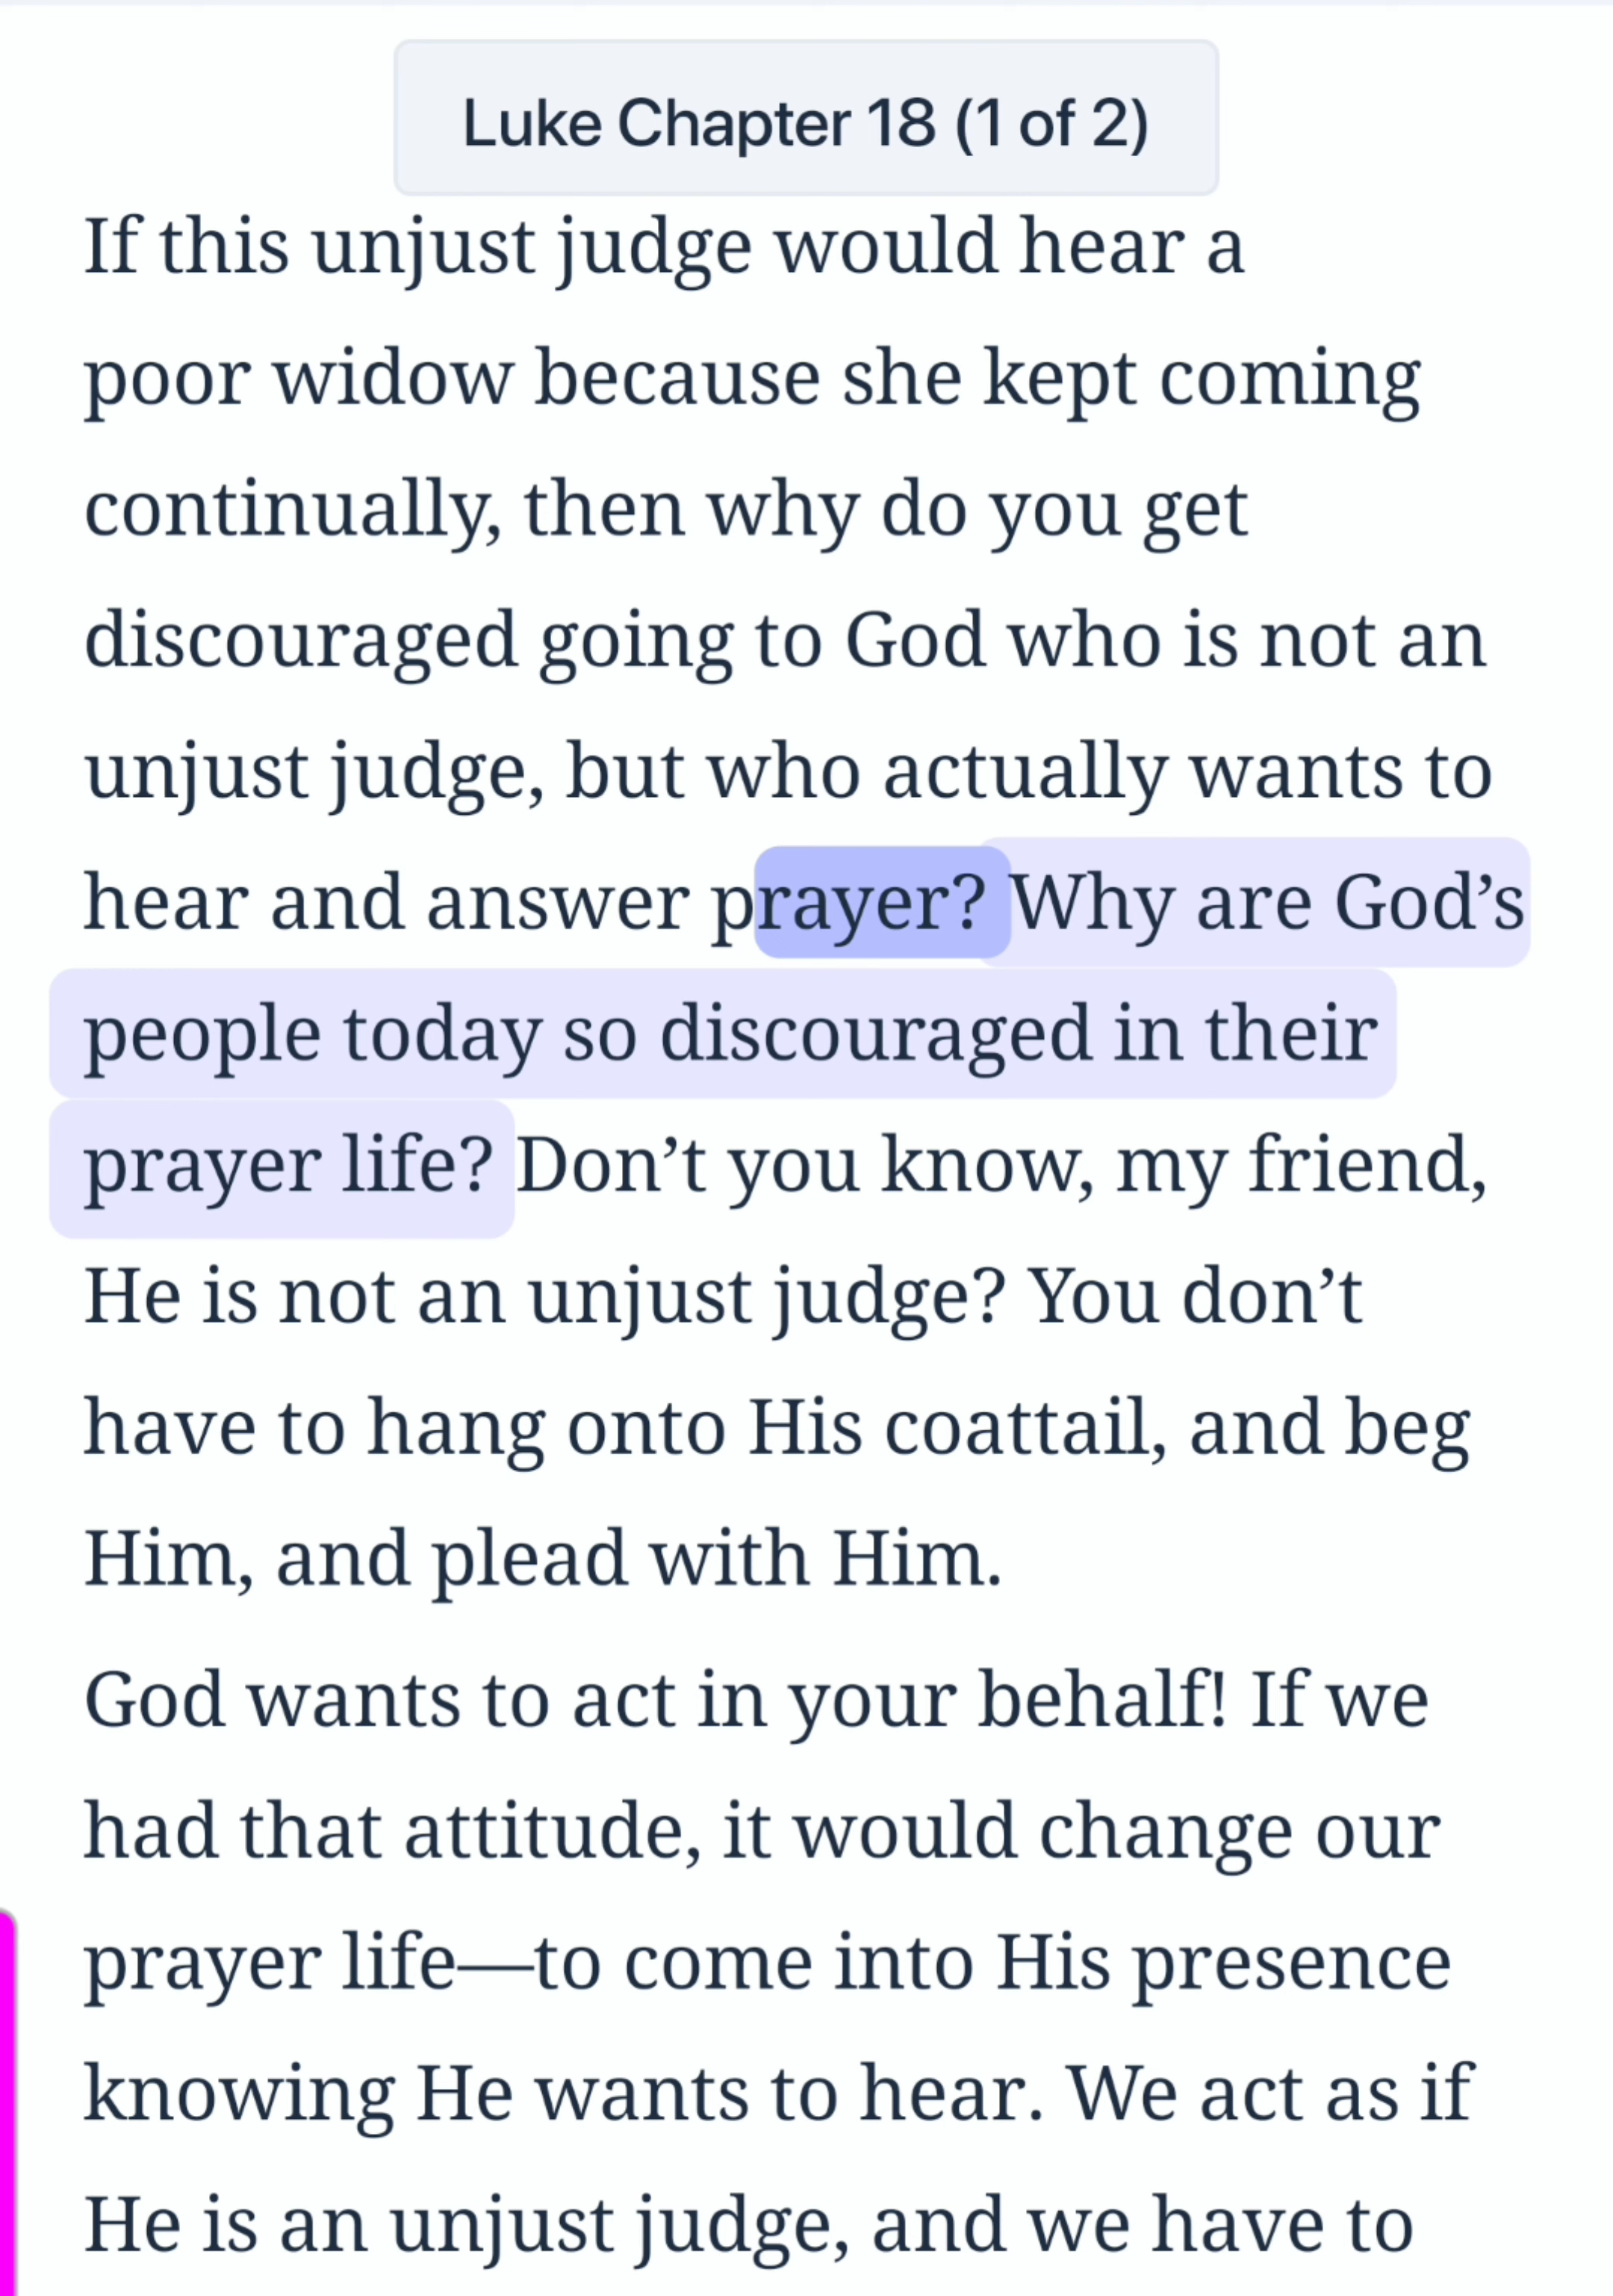 Luke Chapter 18 (1 of 2)
If this unjust judge would hear a
poor widow because she kept coming
continually, then why do you get
discouraged going to God who is not an
unjust judge, but who actually wants to
hear and answer prayer? Why are God’s
people today so discouraged in their
prayer life? Don’t you know, my friend,
He is not an unjust judge? You don’t
have to hang onto His coattail, and beg
Him, and plead with Him.
God wants to act in your behalf! If we
had that attitude, it would change our
prayer life—to come into His presence
knowing He wants to hear. We act as if
He is an unjust judge, and we have to